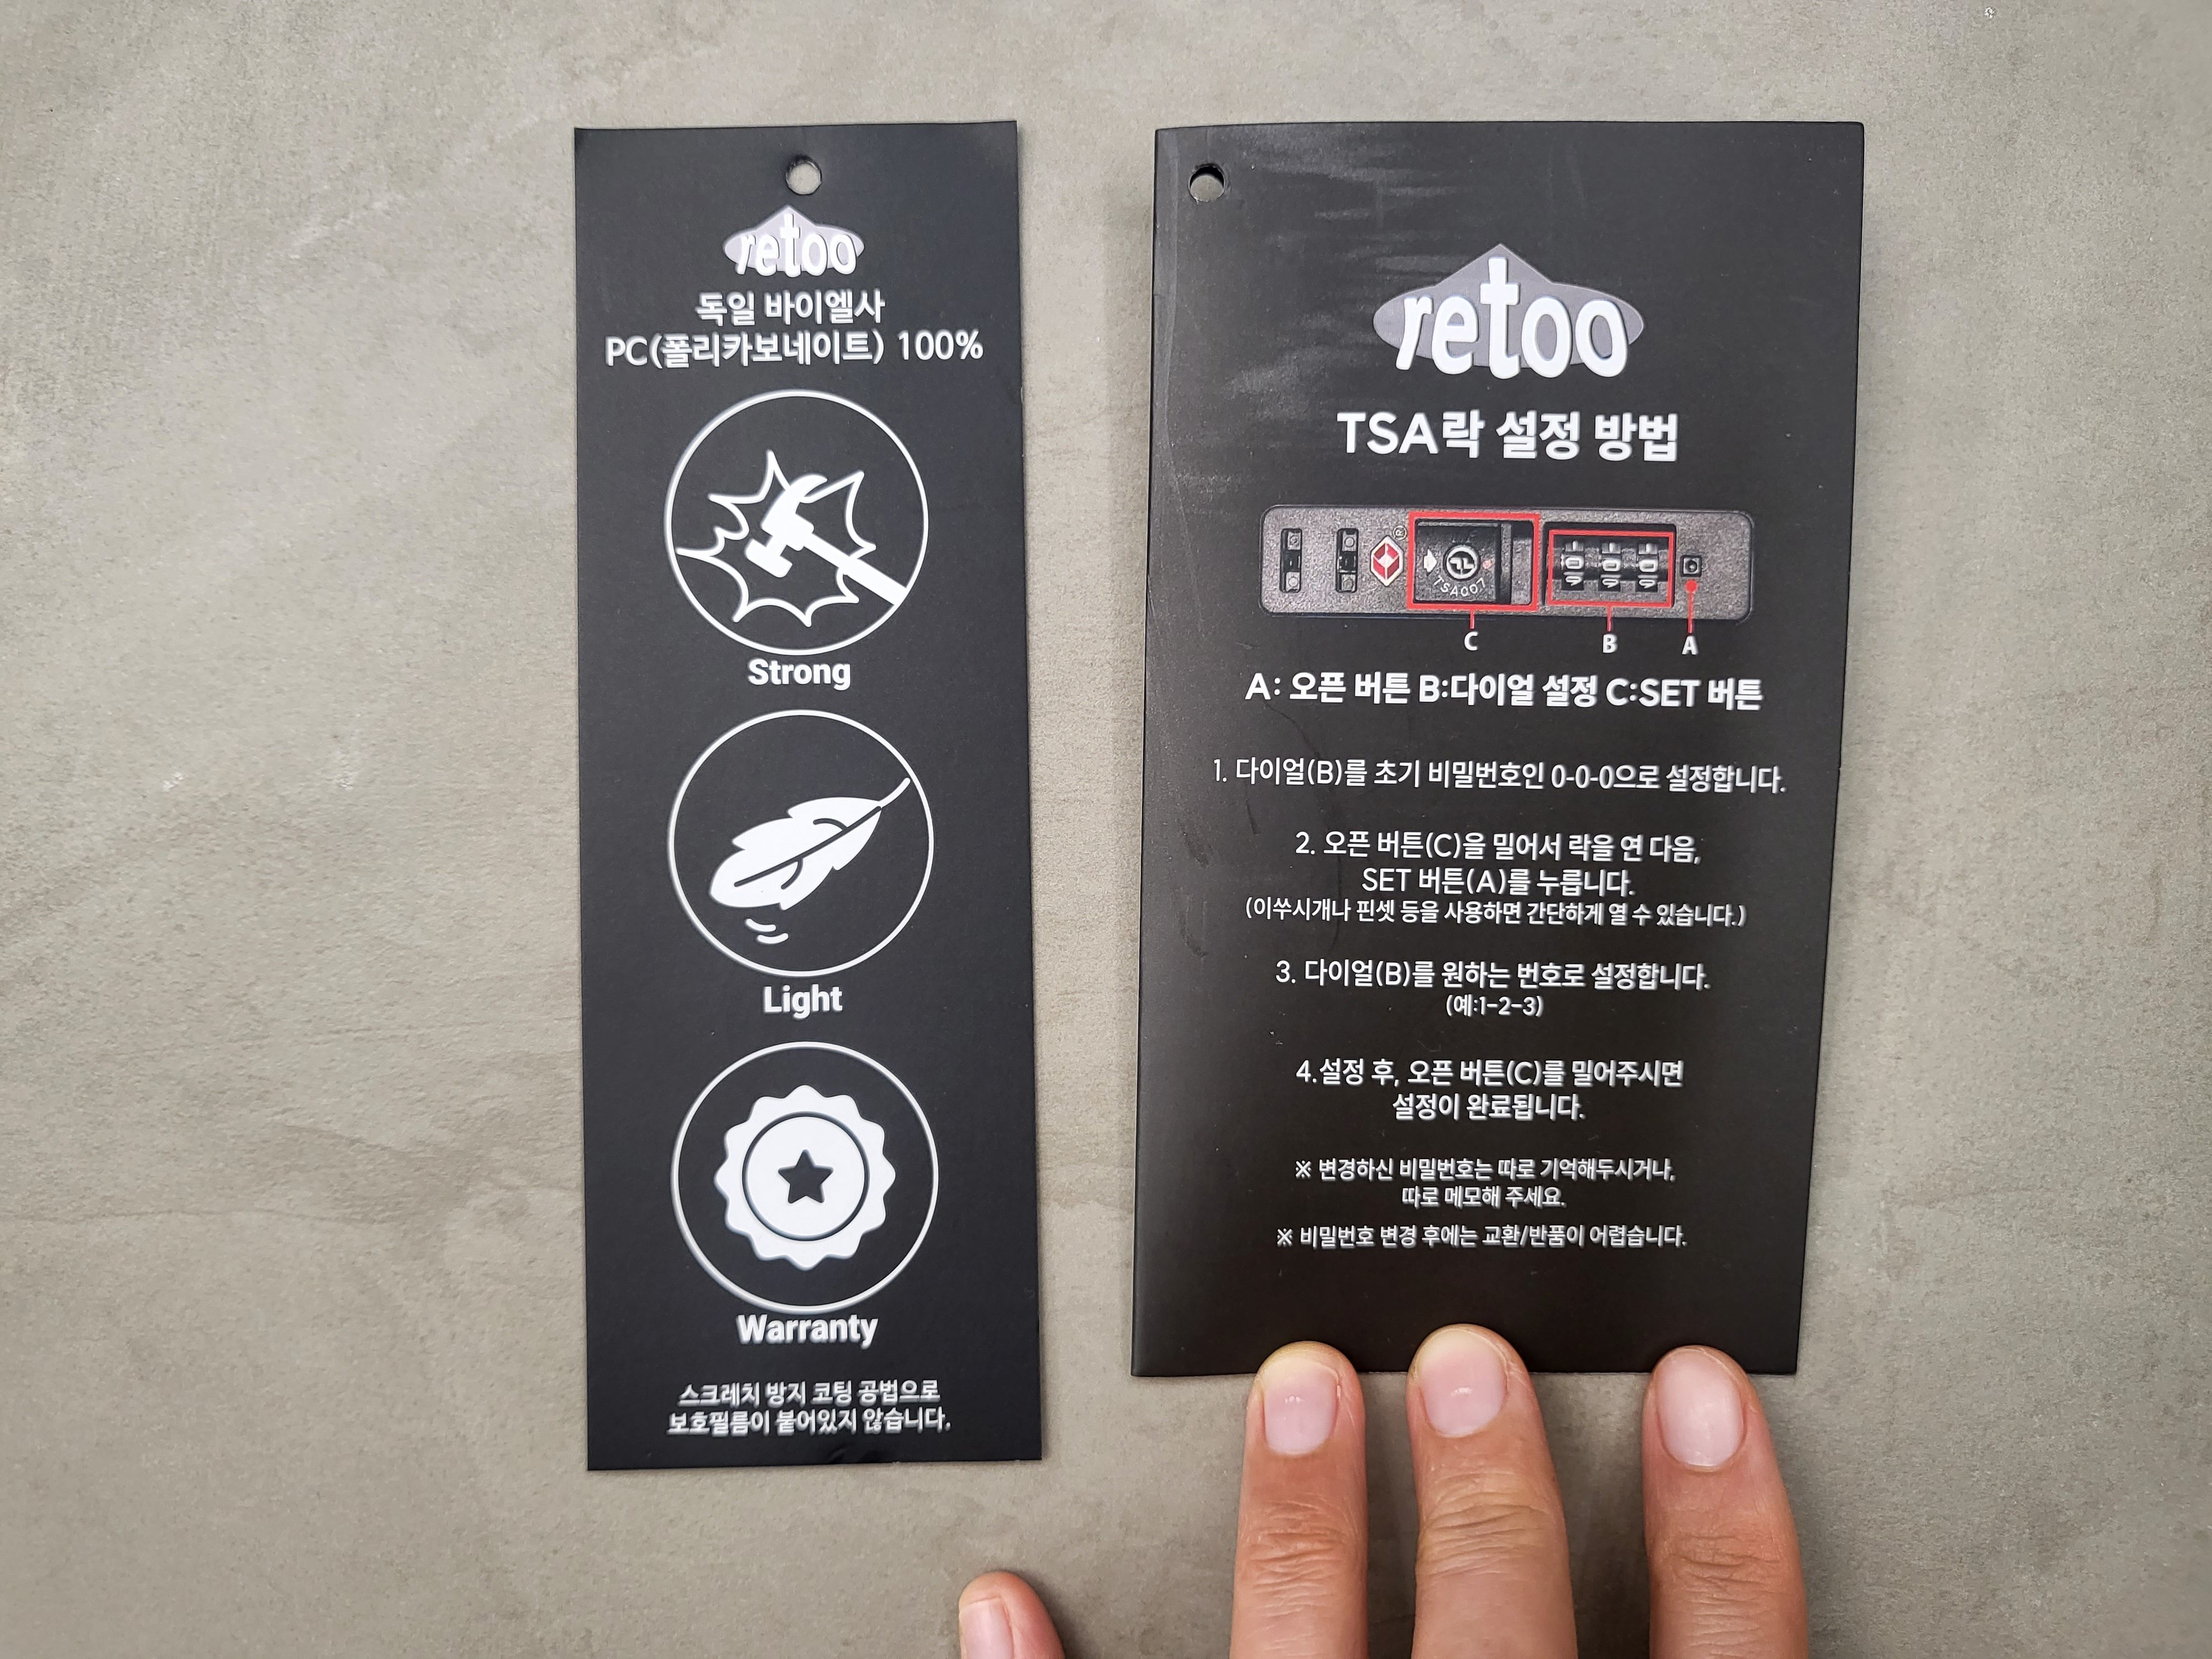 retoo
독일 바이엘사
PC(폴리카보네이트) 100%
Strong
Light
Warranty
스크레치 방지 코팅 공법으로
보호필름이 붙어있지 않습니다.
retoo
TSA락 설정 방법
TSA007
0 0 0
C B A
A: 오픈 버튼 B:다이얼 설정 C:SET 버튼
1. 다이얼(B)를 초기 비밀번호인 0-0-0으로 설정합니다.
2. 오픈 버튼(C)을 밀어서 락을 연 다음,
SET 버튼(A)를 누릅니다.
(이쑤시개나 핀셋 등을 사용하면 간단하게 열 수 있습니다.)
3. 다이얼(B)를 원하는 번호로 설정합니다.
(예:1-2-3)
4.설정 후, 오픈 버튼(C)를 밀어주시면
설정이 완료됩니다.
※ 변경하신 비밀번호는 따로 기억해두시거나,
따로 메모해 주세요.
※ 비밀번호 변경 후에는 교환/반품이 어렵습니다.